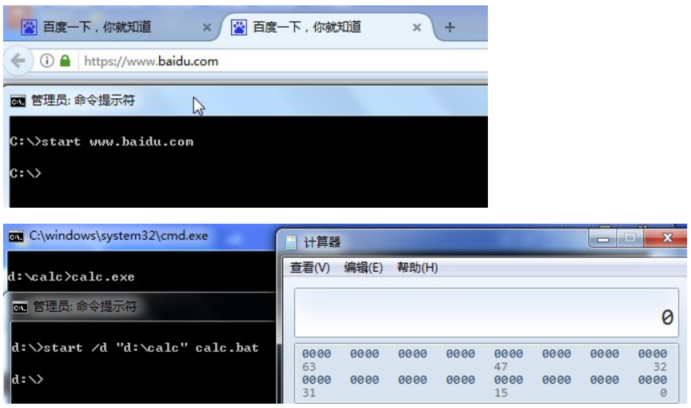 百度一下，你就知道 × 百度一下，你就知道 × +
https://www.baidu.com
管理员: 命令提示符
C:\>start www.baidu.com
C:\>
C:\windows\system32\cmd.exe
d:\calc>calc.exe
管理员: 命令提示符
d:\>start /d "d:\calc" calc.bat
d:\>
计算器
查看(V) 编辑(E) 帮助(H)
0
0000 0000 0000 0000 0000 0000 0000 0000
63 47 32
0000 0000 0000 0000 0000 0000 0000 0000
31 15 0